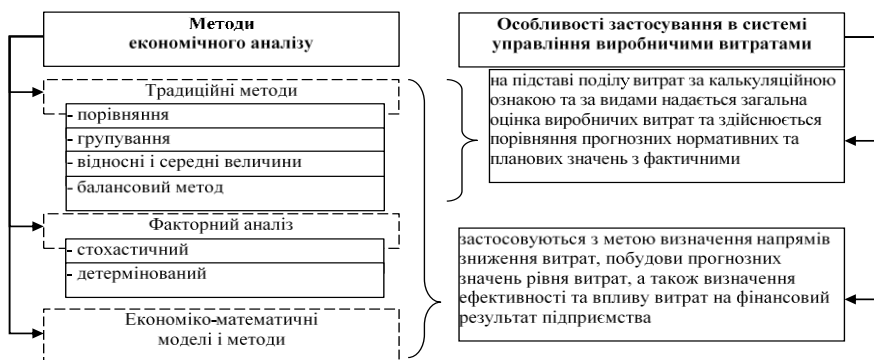 Методи
економічного аналізу
Традиційні методи
- порівняння
- групування
- відносні і середні величини
- балансовий метод
Факторний аналіз
- стохастичний
- детермінований
Економіко-математичні
моделі і методи
Особливості застосування в системі
управління виробничими витратами
на підставі поділу витрат за калькуляційною
ознакою та за видами надається загальна
оцінка виробничих витрат та здійснюється
порівняння прогнозних нормативних та
планових значень з фактичними
застосовуються з метою визначення напрямів
зниження витрат, побудови прогнозних
значень рівня витрат, а також визначення
ефективності та впливу витрат на фінансовий
результат підприємства